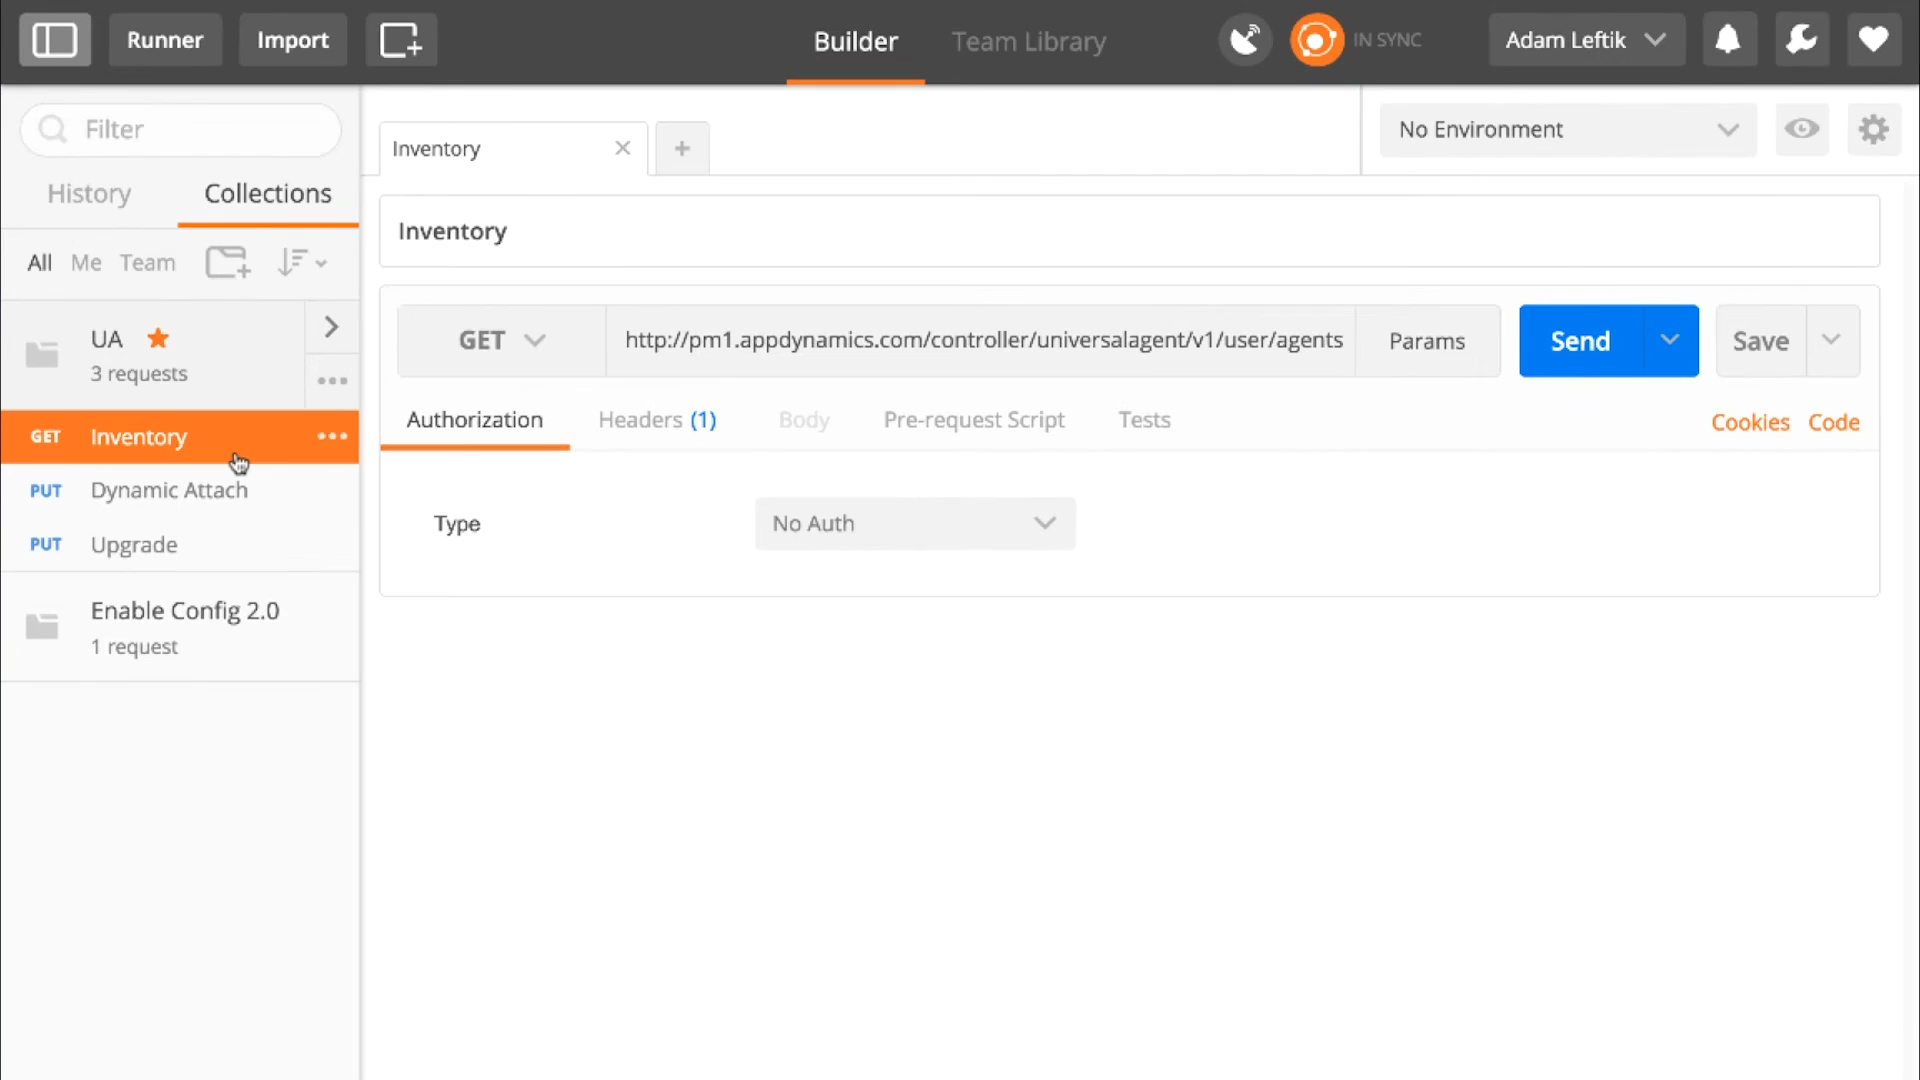 Runner
Import
Builder
Team Library
IN SYNC
Adam Leftik
Filter
History
Collections
All
Me
Team
UA
3 requests
GET Inventory
PUT Dynamic Attach
PUT Upgrade
Enable Config 2.0
1 request
Inventory
No Environment
Inventory
GET
http://pm1.appdynamics.com/controller/universalagent/v1/user/agents
Params
Send
Save
Authorization
Headers (1)
Body
Pre-request Script
Tests
Cookies
Code
Type
No Auth